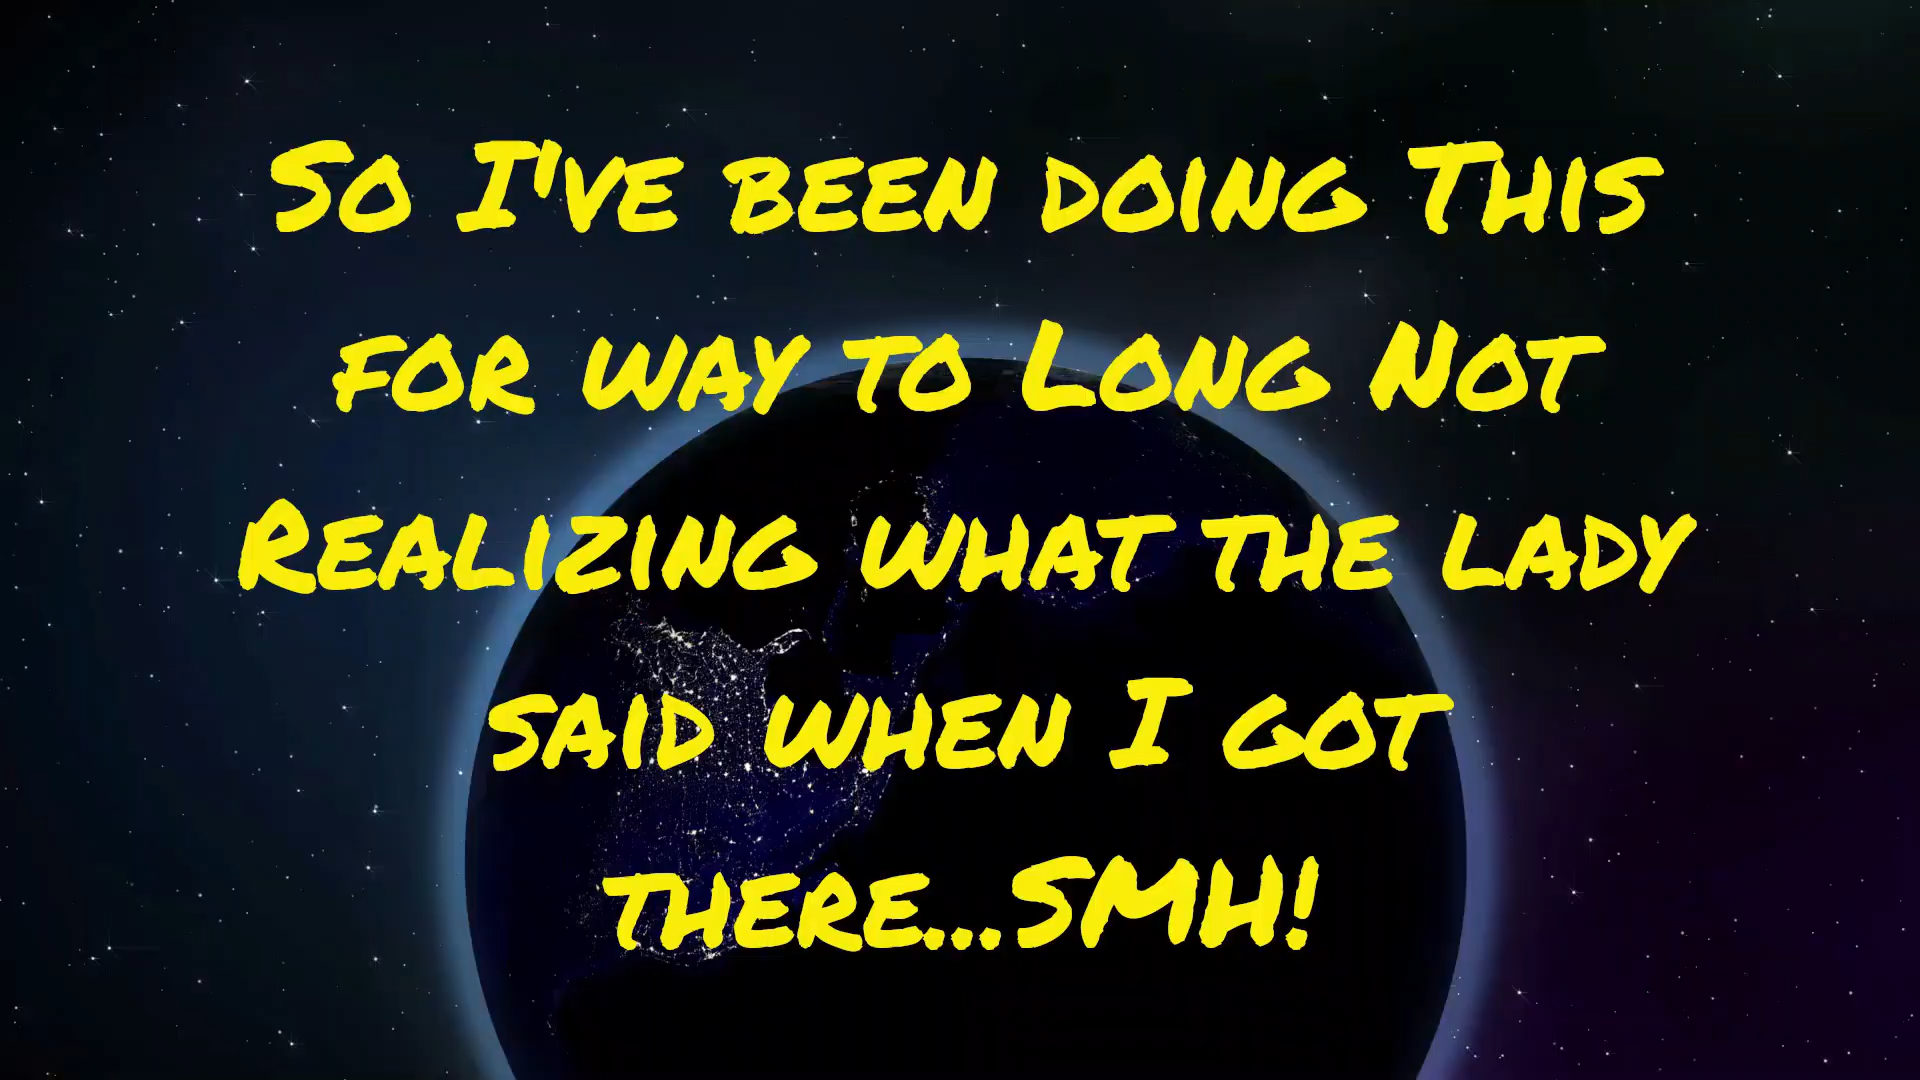 So I've been doing This
for way to Long Not
Realizing what the lady
said when I got
there...SMH!